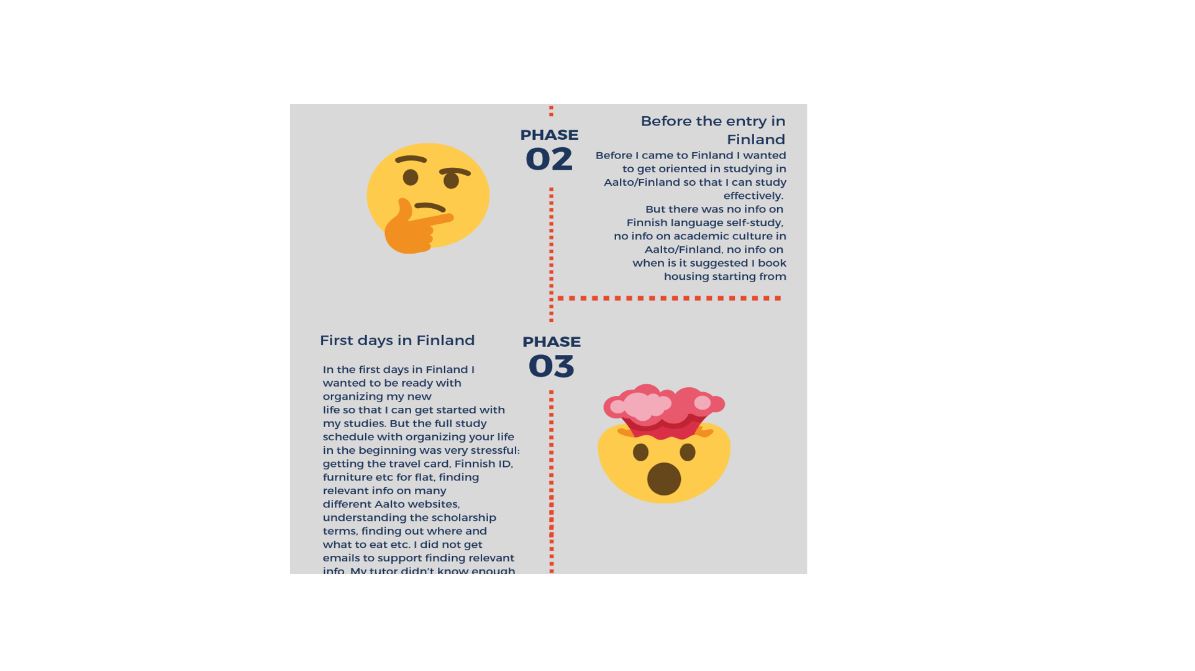 PHASE
02
Before the entry in
Finland
Before I came to Finland I wanted
to get oriented in studying in
Aalto/Finland so that I can study
effectively.
But there was no info on
Finnish language self-study,
no info on academic culture in
Aalto/Finland, no info on
when is it suggested I book
housing starting from
PHASE
03
First days in Finland
In the first days in Finland I
wanted to be ready with
organizing my new
life so that I can get started with
my studies. But the full study
schedule with organizing your life
in the beginning was very stressful:
getting the travel card, Finnish ID,
furniture etc for flat, finding
relevant info on many
different Aalto websites,
understanding the scholarship
terms, finding out where and
what to eat etc. I did not get
emails to support finding relevant
info. My tutor didn't know enough